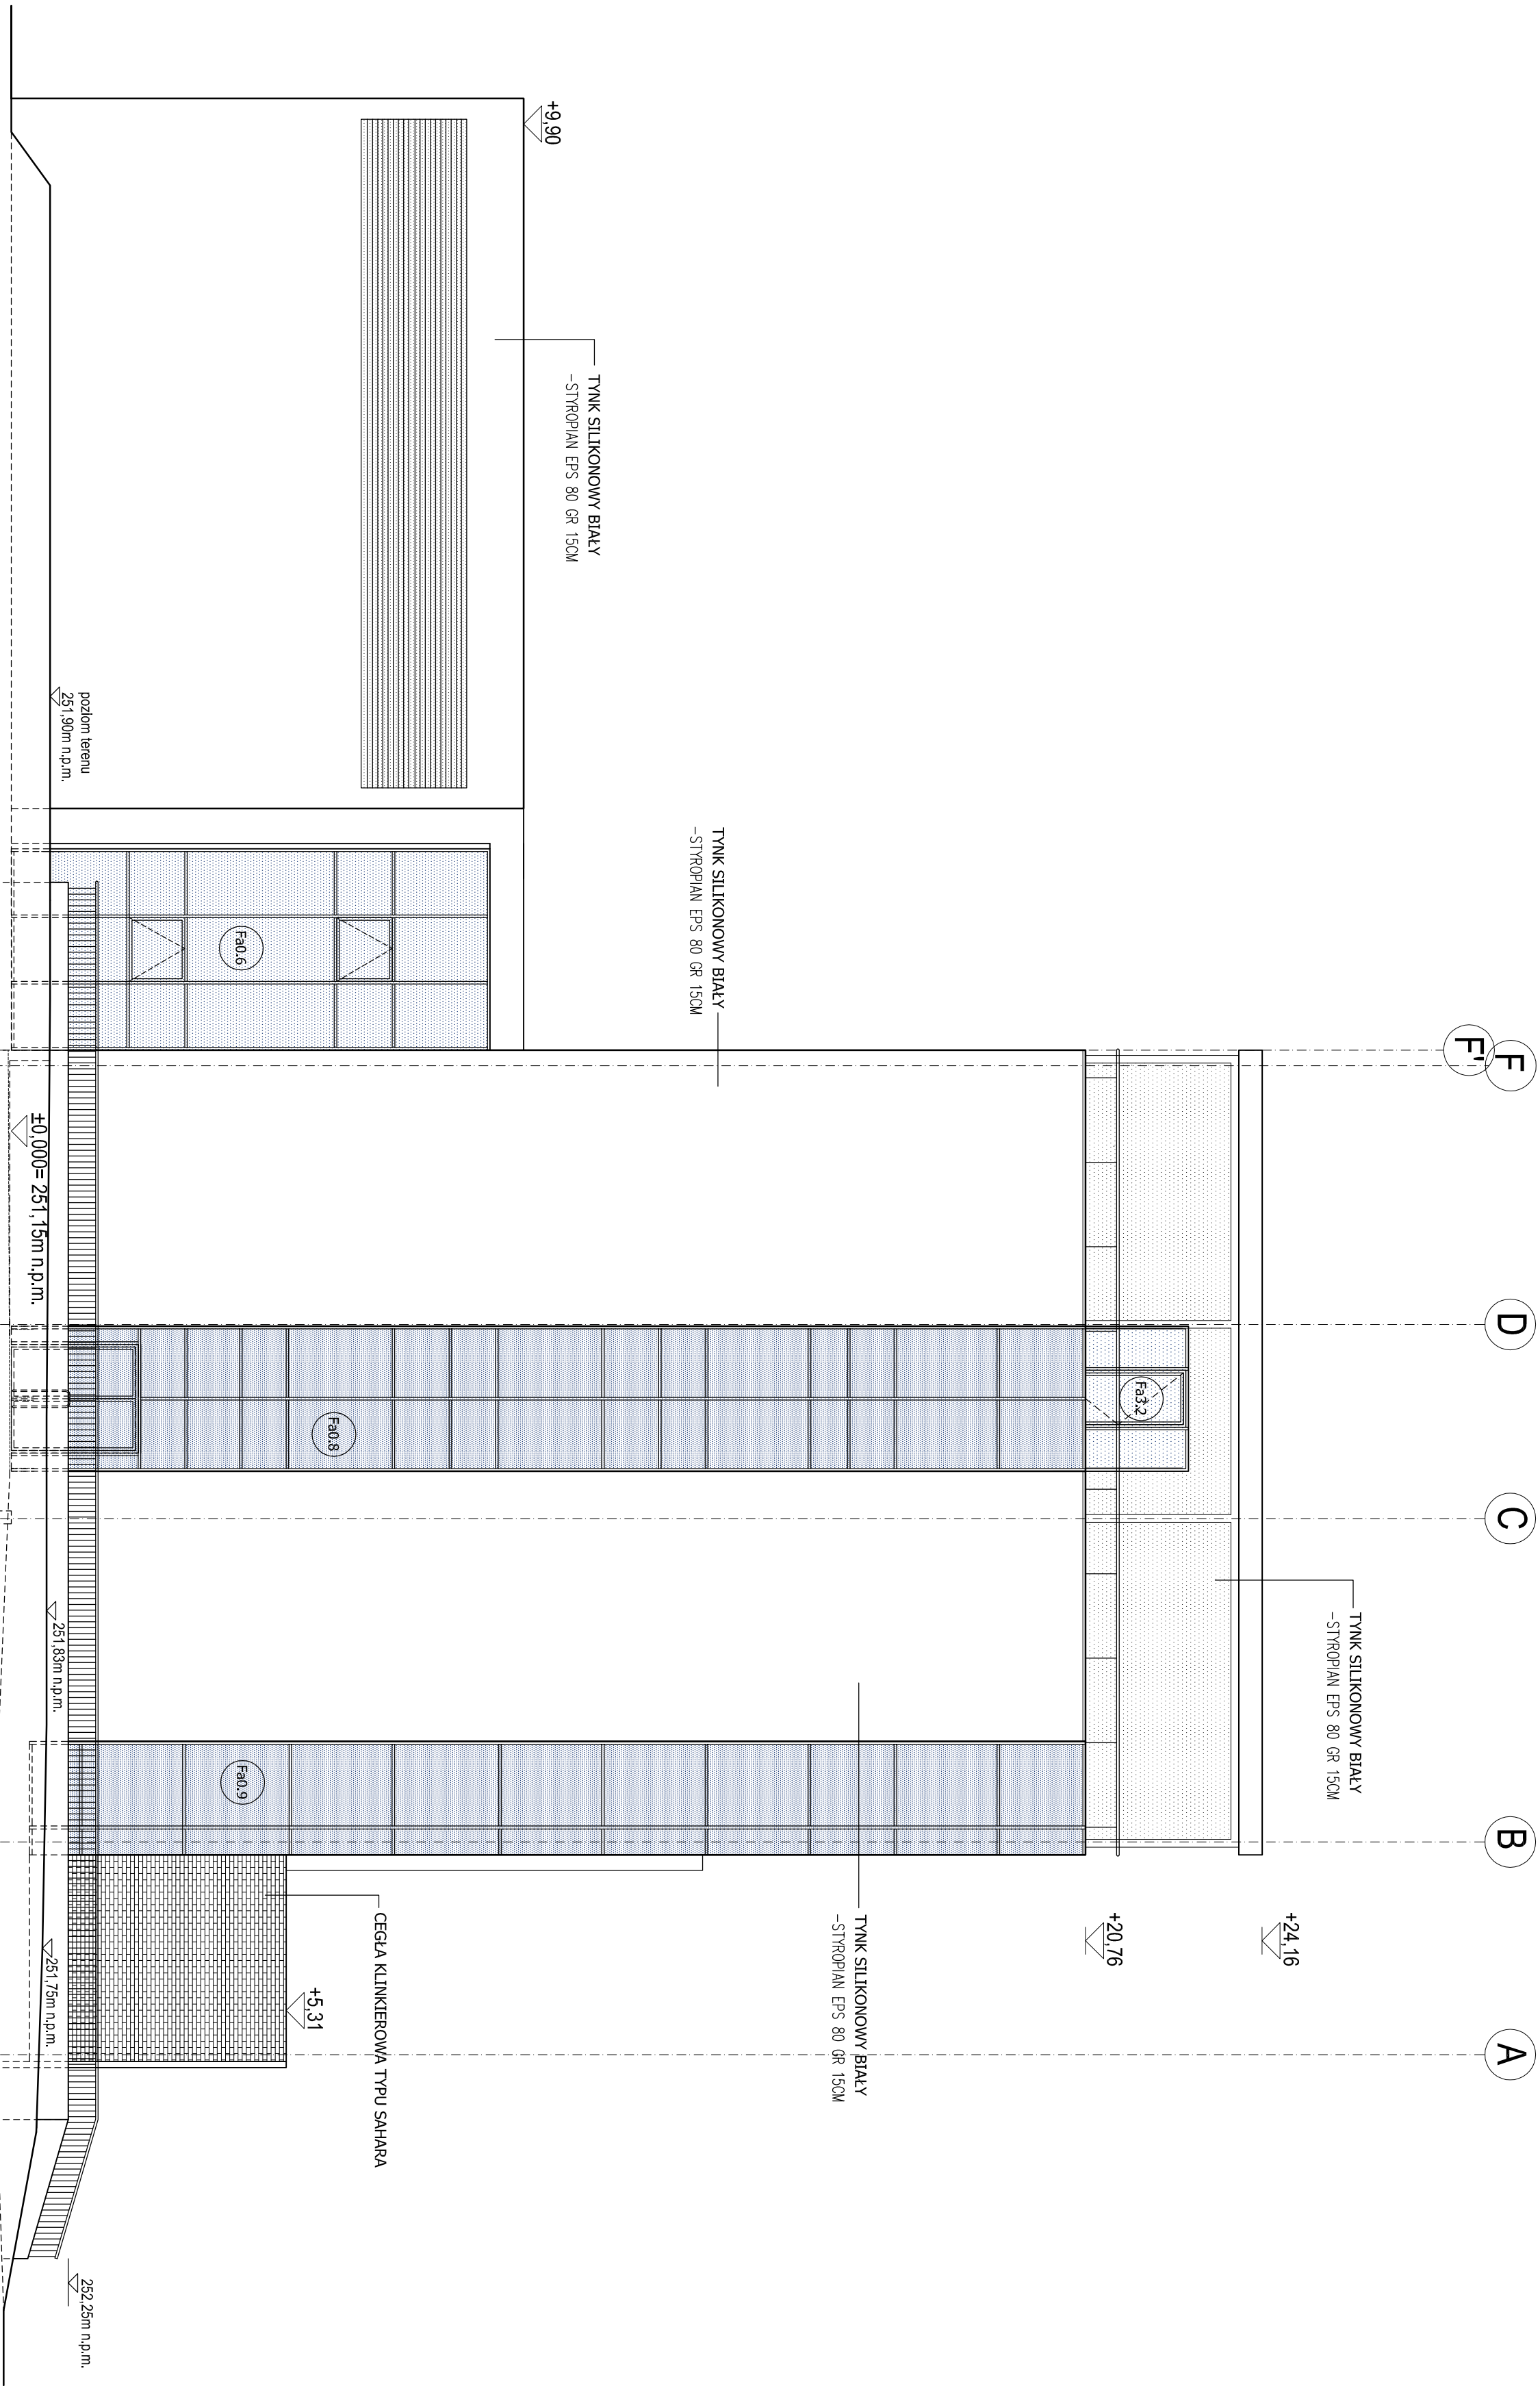 F
F'
D
C
B
A
TYNK SILIKONOWY BIAŁY
-STYROPIAN EPS 80 GR 15CM
+24,16
+20,76
TYNK SILIKONOWY BIAŁY
-STYROPIAN EPS 80 GR 15CM
TYNK SILIKONOWY BIAŁY
-STYROPIAN EPS 80 GR 15CM
TYNK SILIKONOWY BIAŁY
-STYROPIAN EPS 80 GR 15CM
+9,90
Fa3.2
Fa0.6
Fa0.8
Fa0.9
CEGŁA KLINKIEROWA TYPU SAHARA
+5,31
poziom terenu
251,90m n.p.m.
±0,000= 251,15m n.p.m.
251,83m n.p.m.
251,75m n.p.m.
252,25m n.p.m.